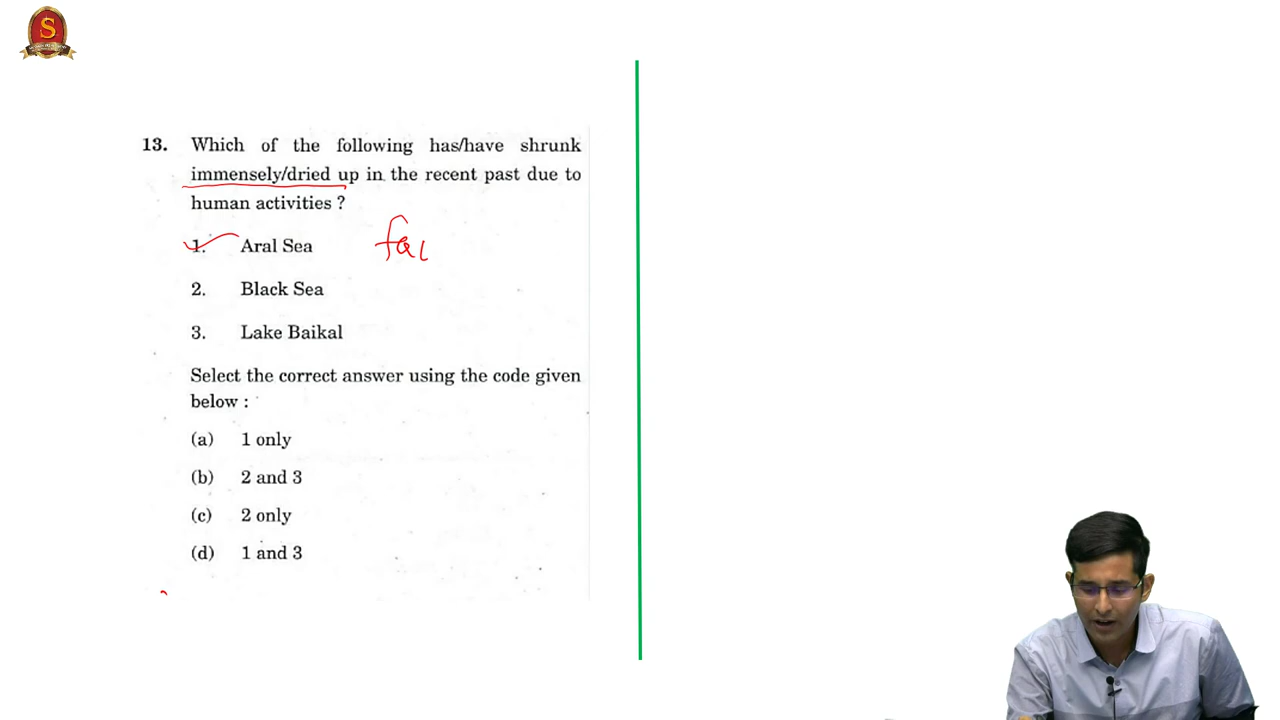 S
13. Which of the following has/have shrunk
immensely/dried up in the recent past due to
human activities ?
1. Aral Sea
2. Black Sea
3. Lake Baikal
Select the correct answer using the code given
below :
(a) 1 only
(b) 2 and 3
(c) 2 only
(d) 1 and 3